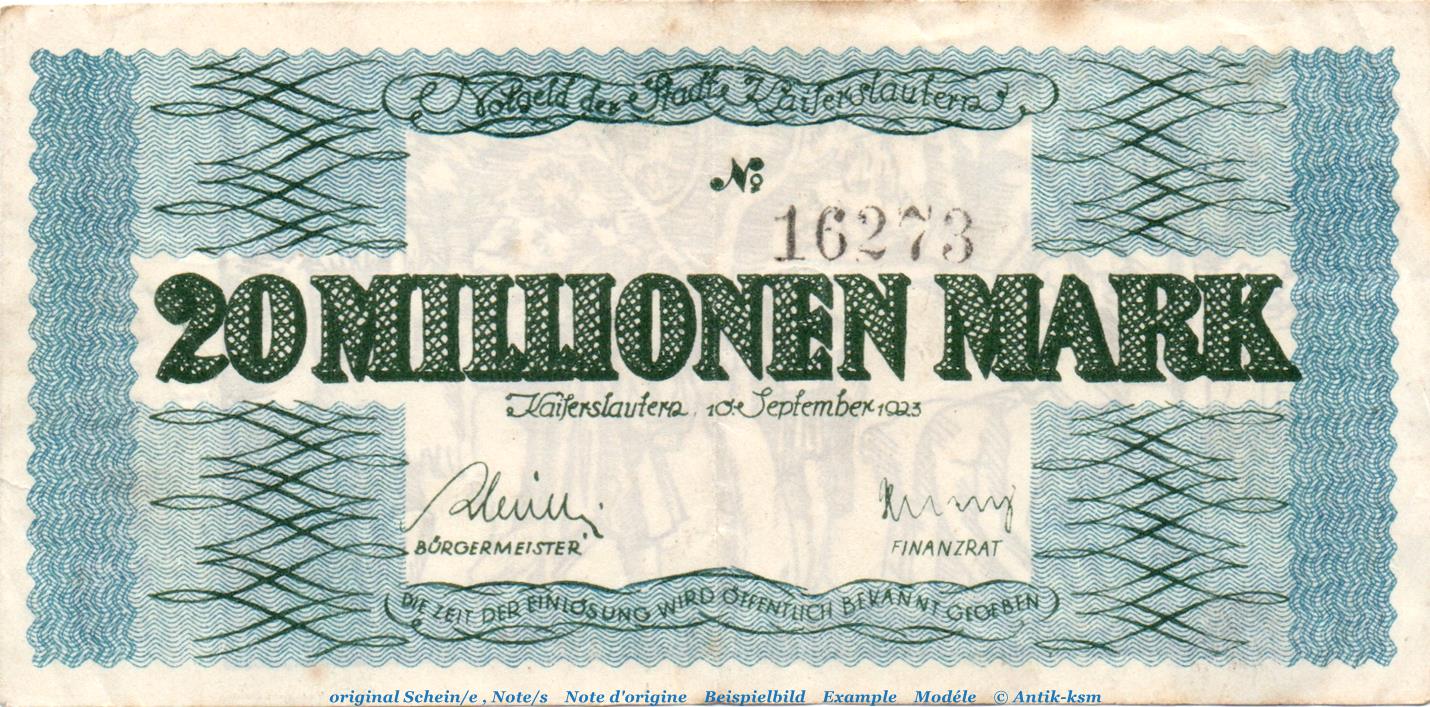 Notgeld der Stadt Kaiserslautern
No
16273
20 MILLIONEN MARK
Kaiserslautern, 10. September 1923
BÜRGERMEISTER
FINANZRAT
DIE ZEIT DER EINLÖSUNG WIRD ÖFFENTLICH BEKANNT GEGEBEN
original Schein/e , Note/s Note d'origine Beispielbild Example Modéle © Antik-ksm